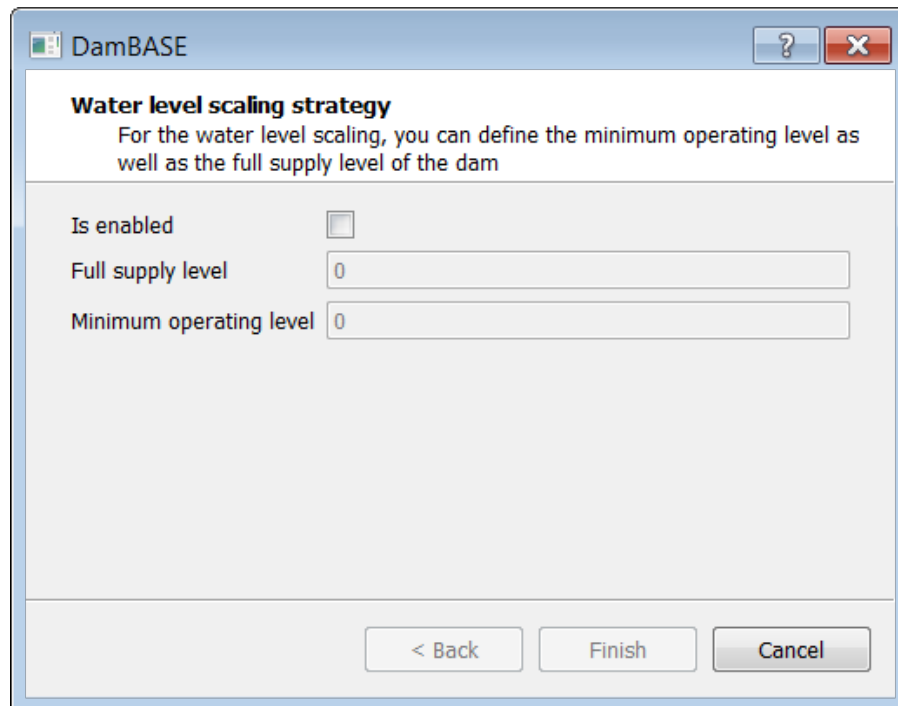 DamBASE
?
Water level scaling strategy
For the water level scaling, you can define the minimum operating level as
well as the full supply level of the dam
Is enabled
Full supply level 0
Minimum operating level 0
< Back Finish Cancel